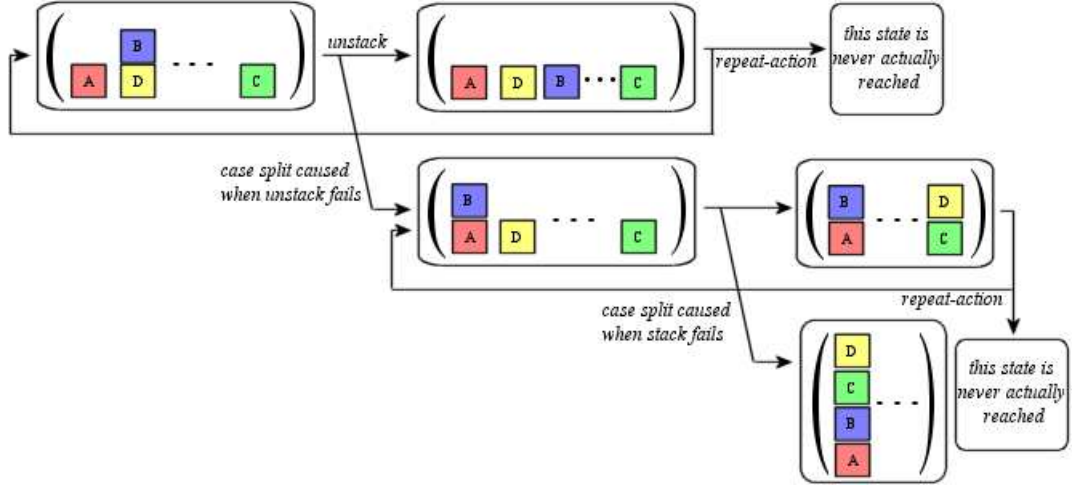 B
A
D
C
unstack
A
D
B
C
repeat-action
this state is
never actually
reached
case split caused
when unstack fails
B
A
D
C
B
A
D
C
repeat-action
case split caused
when stack fails
D
C
B
A
this state is
never actually
reached